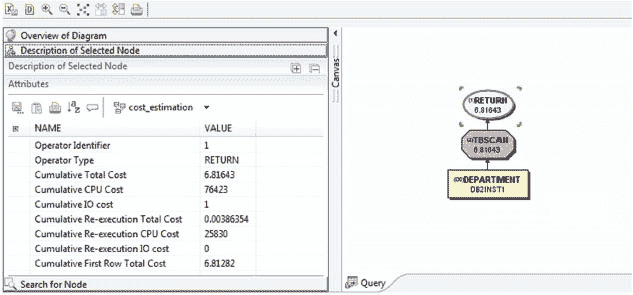 Overview of Diagram
Description of Selected Node
Description of Selected Node
Attributes
cost_estimation
NAME VALUE
Operator Identifier 1
Operator Type RETURN
Cumulative Total Cost 6.81643
Cumulative CPU Cost 76423
Cumulative IO cost 1
Cumulative Re-execution Total Cost 0.00386354
Cumulative Re-execution CPU Cost 25830
Cumulative Re-execution IO cost 0
Cumulative First Row Total Cost 6.81282
Search for Node
Canvas
(1)RETURN
6.81643
TBSCAN
6.81643
DEPARTMENT
DB2INST1
Query